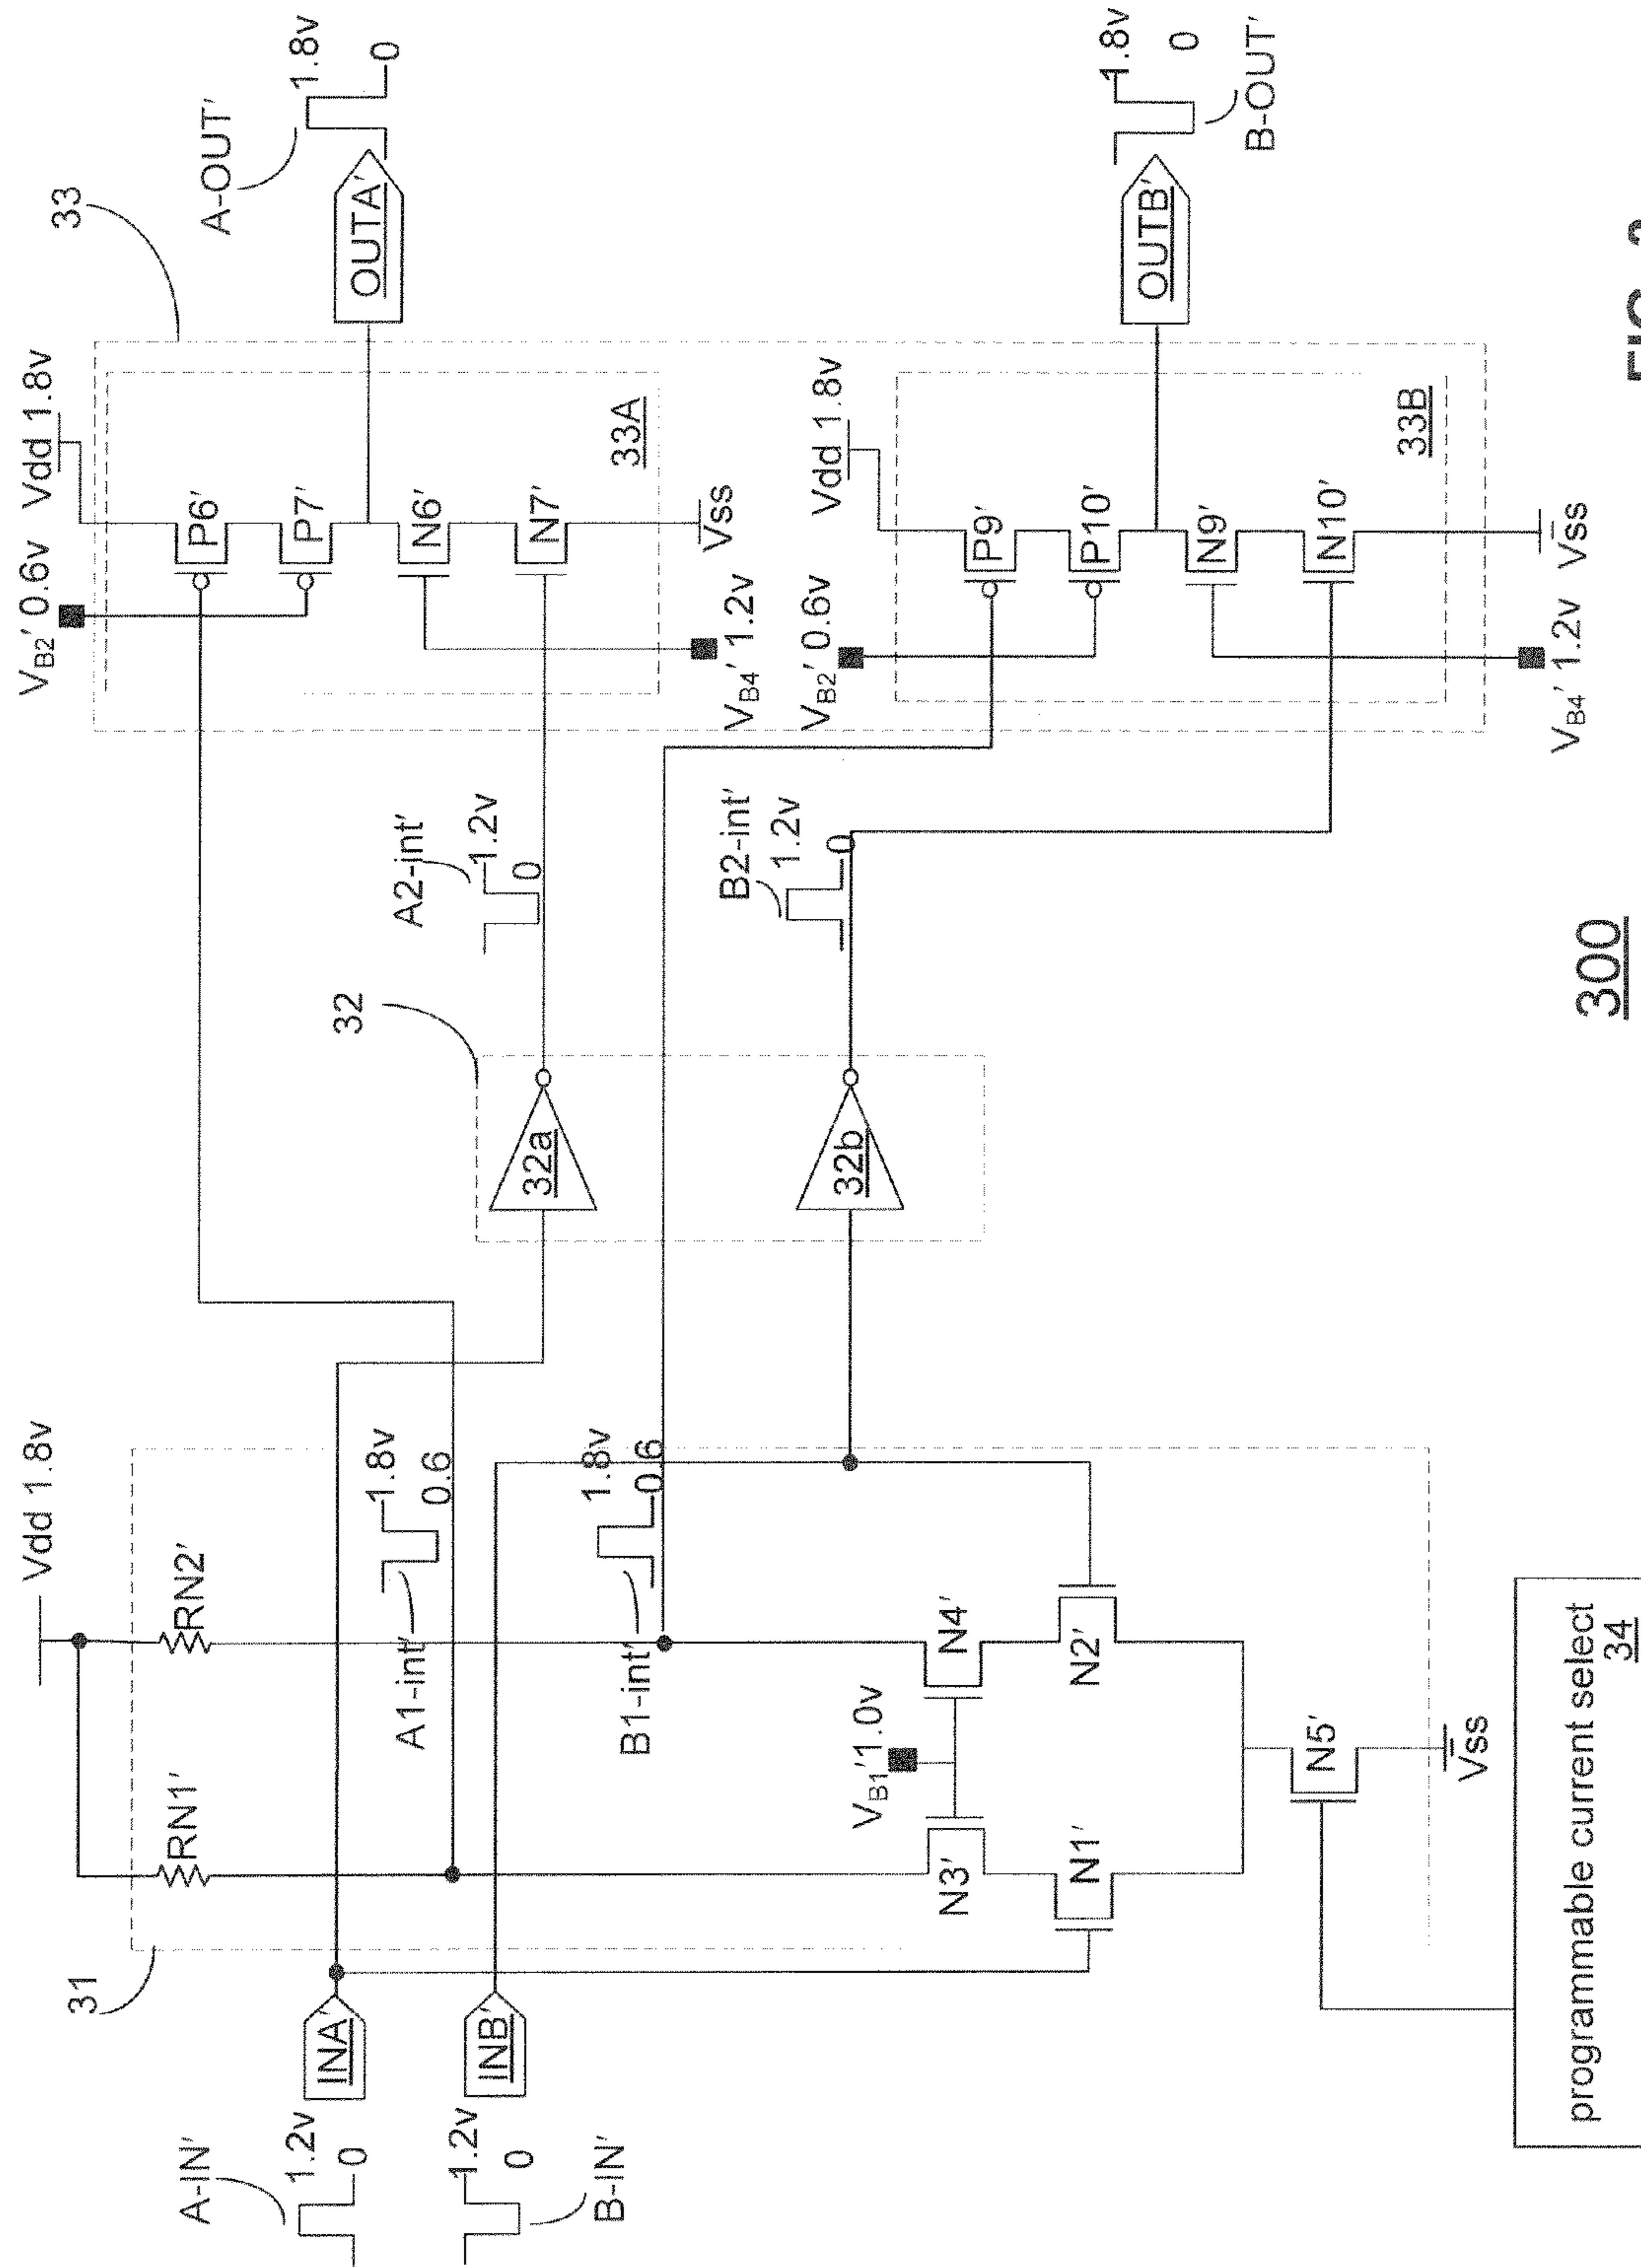 31
Vdd 1.8v
RN1′
RN2′
A-IN′
1.2v
0
INA′
INB′
1.2v
0
B-IN′
A1-int′
1.8v
0.6
B1-int′
1.8v
0.6
VB1′1.0v
N3′
N4′
N1′
N2′
N5′
Vss
programmable current select
34
32
32a
32b
A2-int′
1.2v
0
B2-int′
1.2v
0
33
VB2′ 0.6v
Vdd 1.8v
P6′
P7′
N6′
N7′
33A
Vss
VB4′ 1.2v
VB2′ 0.6v
Vdd 1.8v
P9′
P10′
N9′
N10′
33B
Vss
VB4′ 1.2v
OUTA′
A-OUT′
1.8v
0
OUTB′
1.8v
0
B-OUT′
300